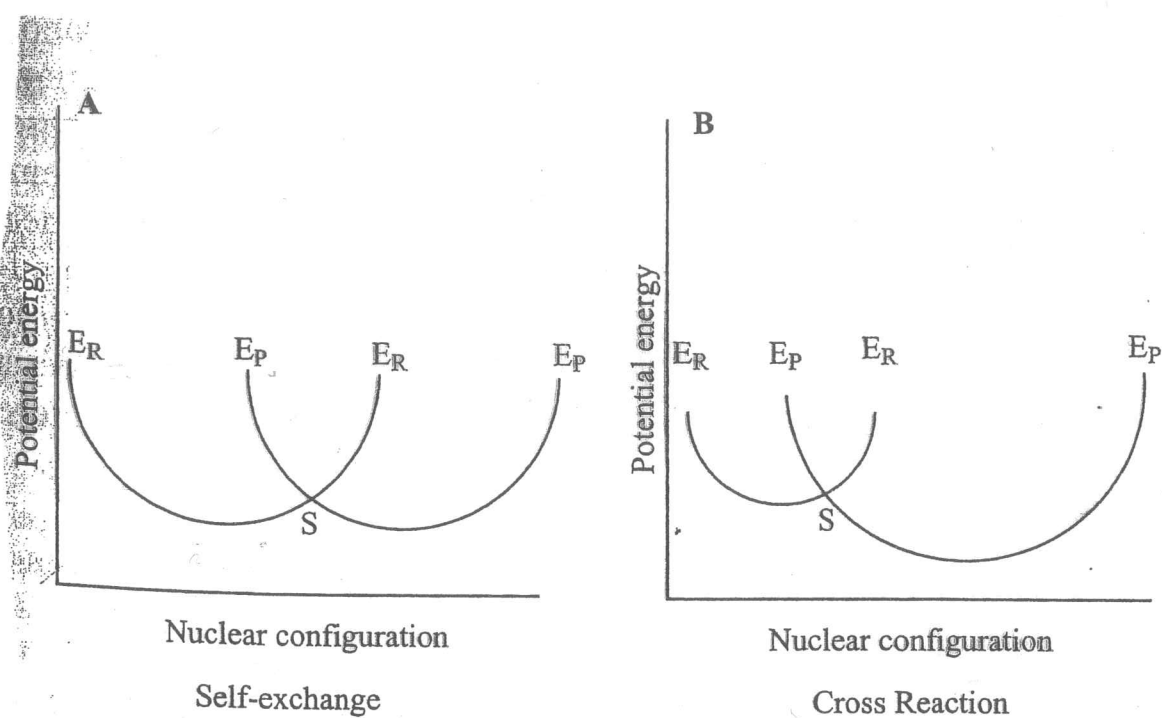 A
Potential energy
E_R
E_P
E_R
E_P
S
Nuclear configuration
Self-exchange
B
Potential energy
E_R
E_P
E_R
E_P
S
Nuclear configuration
Cross Reaction